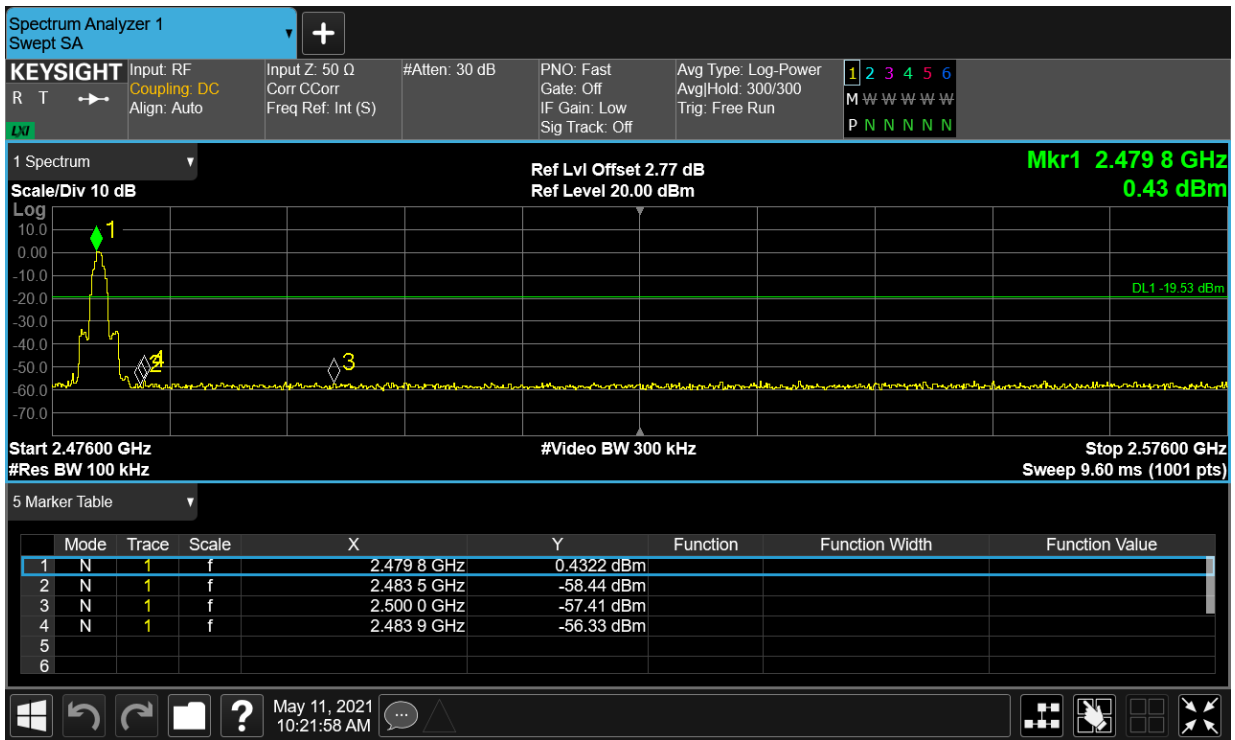 Spectrum Analyzer 1
Swept SA
+
KEYSIGHT
R T
LXI
Input: RF
Coupling: DC
Align: Auto
Input Z: 50 Ω
Corr CCorr
Freq Ref: Int (S)
#Atten: 30 dB
PNO: Fast
Gate: Off
IF Gain: Low
Sig Track: Off
Avg Type: Log-Power
Avg|Hold: 300/300
Trig: Free Run
1 2 3 4 5 6
M W W W W W
P N N N N N
1 Spectrum
Scale/Div 10 dB
Ref Lvl Offset 2.77 dB
Ref Level 20.00 dBm
Mkr1 2.479 8 GHz
0.43 dBm
Log
10.0
0.00
-10.0
-20.0
-30.0
-40.0
-50.0
-60.0
-70.0
1
2
4
3
DL1 -19.53 dBm
Start 2.47600 GHz
#Video BW 300 kHz
Stop 2.57600 GHz
#Res BW 100 kHz
Sweep 9.60 ms (1001 pts)
5 Marker Table
Mode Trace Scale X Y Function Function Width Function Value
1 N 1 f 2.479 8 GHz 0.4322 dBm
2 N 1 f 2.483 5 GHz -58.44 dBm
3 N 1 f 2.500 0 GHz -57.41 dBm
4 N 1 f 2.483 9 GHz -56.33 dBm
5
6
?
May 11, 2021
10:21:58 AM